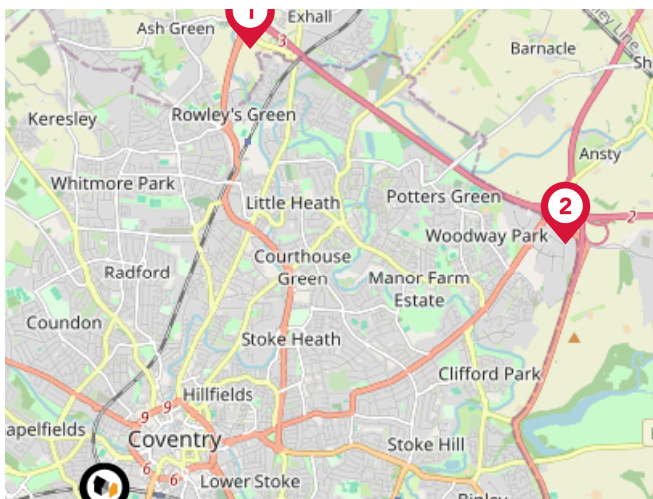 1
Exhall
Ash Green
3
Barnacle
Sh
Keresley
Rowley's Green
Ansty
Whitmore Park
Little Heath
Potters Green
2
2
Woodway Park
Courthouse
Green
Radford
Manor Farm
Estate
Coundon
Stoke Heath
Clifford Park
Hillfields
9
9
apelfields
Coventry
Stoke Hill
6
6
Lower Stoke